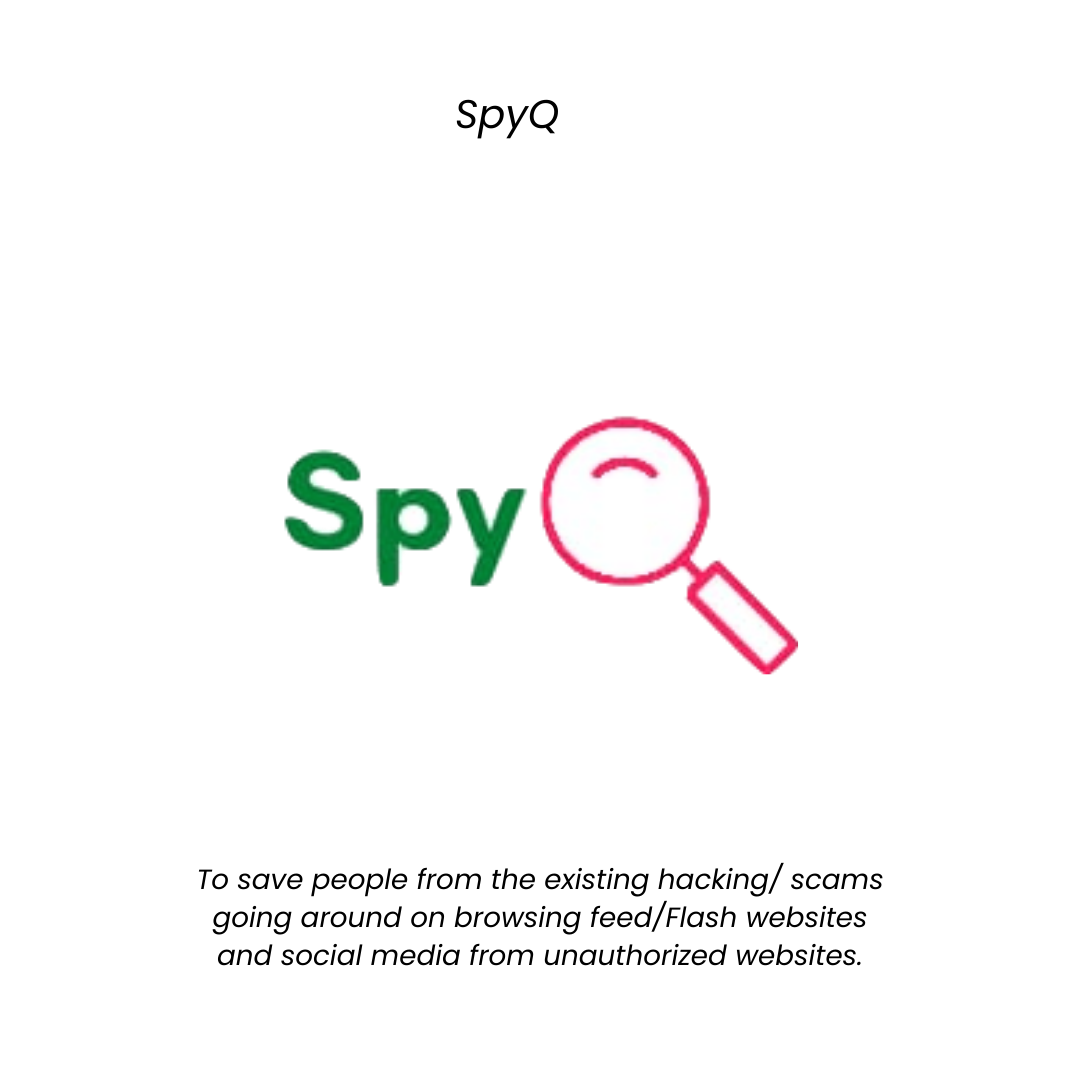 SpyQ
Spy
To save people from the existing hacking/ scams
going around on browsing feed/Flash websites
and social media from unauthorized websites.